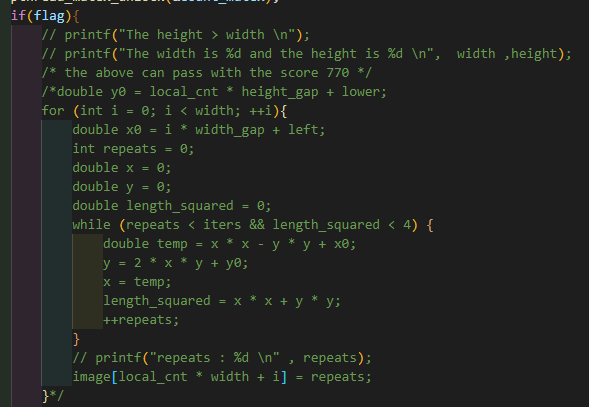 if(flag){
// printf("The height > width \n");
// printf("The width is %d and the height is %d \n",  width ,height);
/* the above can pass with the score 770 */
/*double y0 = local_cnt * height_gap + lower;
for (int i = 0; i < width; ++i){
double x0 = i * width_gap + left;
int repeats = 0;
double x = 0;
double y = 0;
double length_squared = 0;
while (repeats < iters && length_squared < 4) {
double temp = x * x - y * y + x0;
y = 2 * x * y + y0;
x = temp;
length_squared = x * x + y * y;
++repeats;
}
// printf("repeats : %d \n" , repeats);
image[local_cnt * width + i] = repeats;
}*/